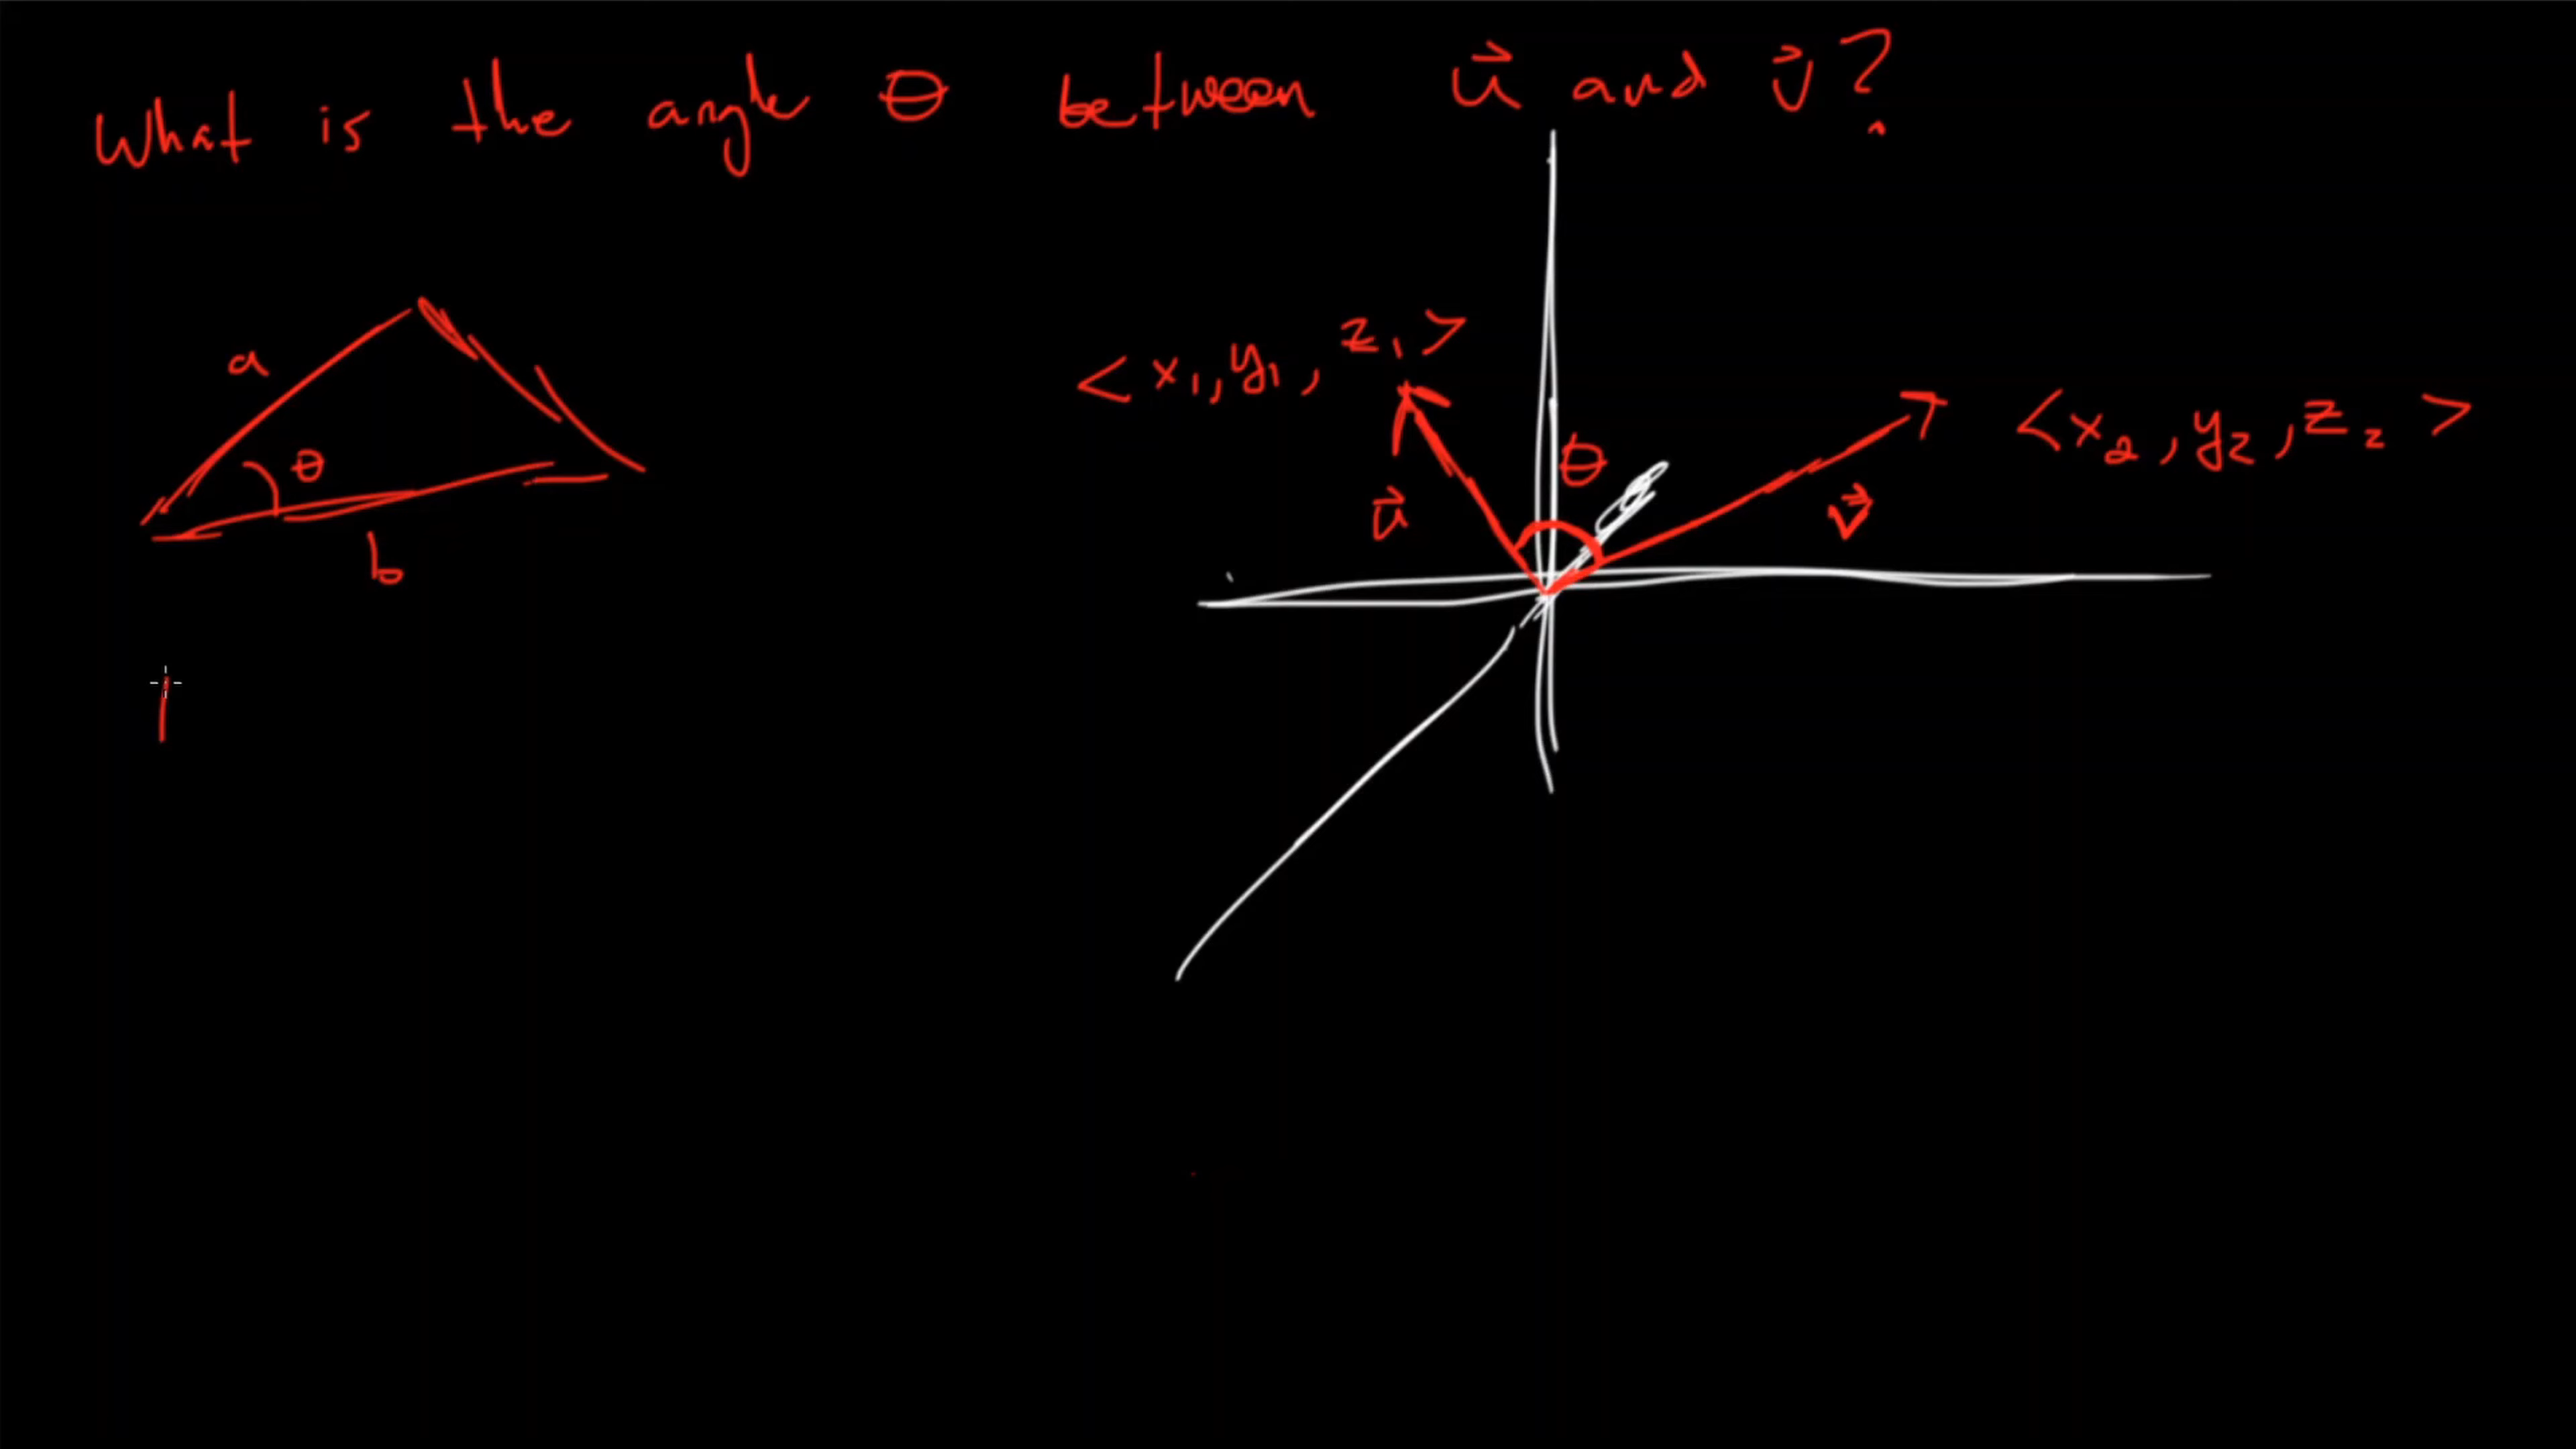 What is the angle θ between u⃗ and v⃗?
<x₁, y₁, z₁>
a
θ
<x₂, y₂, z₂>
θ
u⃗
v⃗
b